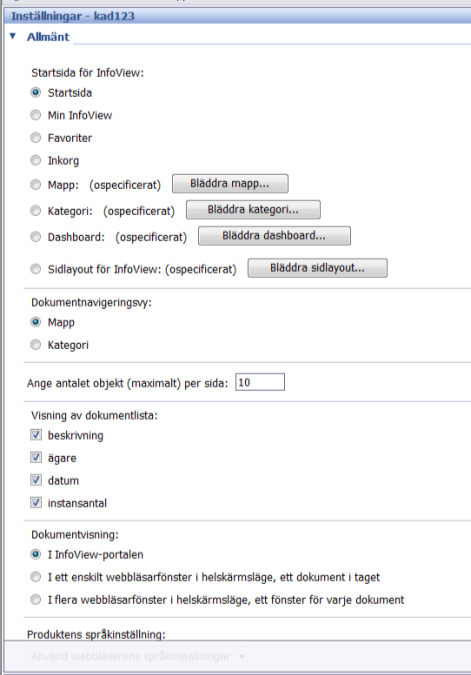 Inställningar - kad123
Allmänt
Startsida för InfoView:
Startsida
Min InfoView
Favoriter
Inkorg
Mapp: (ospecificerat) Bläddra mapp...
Kategori: (ospecificerat) Bläddra kategori...
Dashboard: (ospecificerat) Bläddra dashboard...
Sidlayout för InfoView: (ospecificerat) Bläddra sidlayout...
Dokumentnavigeringsvy:
Mapp
Kategori
Ange antalet objekt (maximalt) per sida: 10
Visning av dokumentlista:
beskrivning
ägare
datum
instansantal
Dokumentvisning:
I InfoView-portalen
I ett enskilt webbläsarfönster i helskärmsläge, ett dokument i taget
I flera webbläsarfönster i helskärmsläge, ett fönster för varje dokument
Produktens språkinställning:
Använd webbläsarens språkinställningar